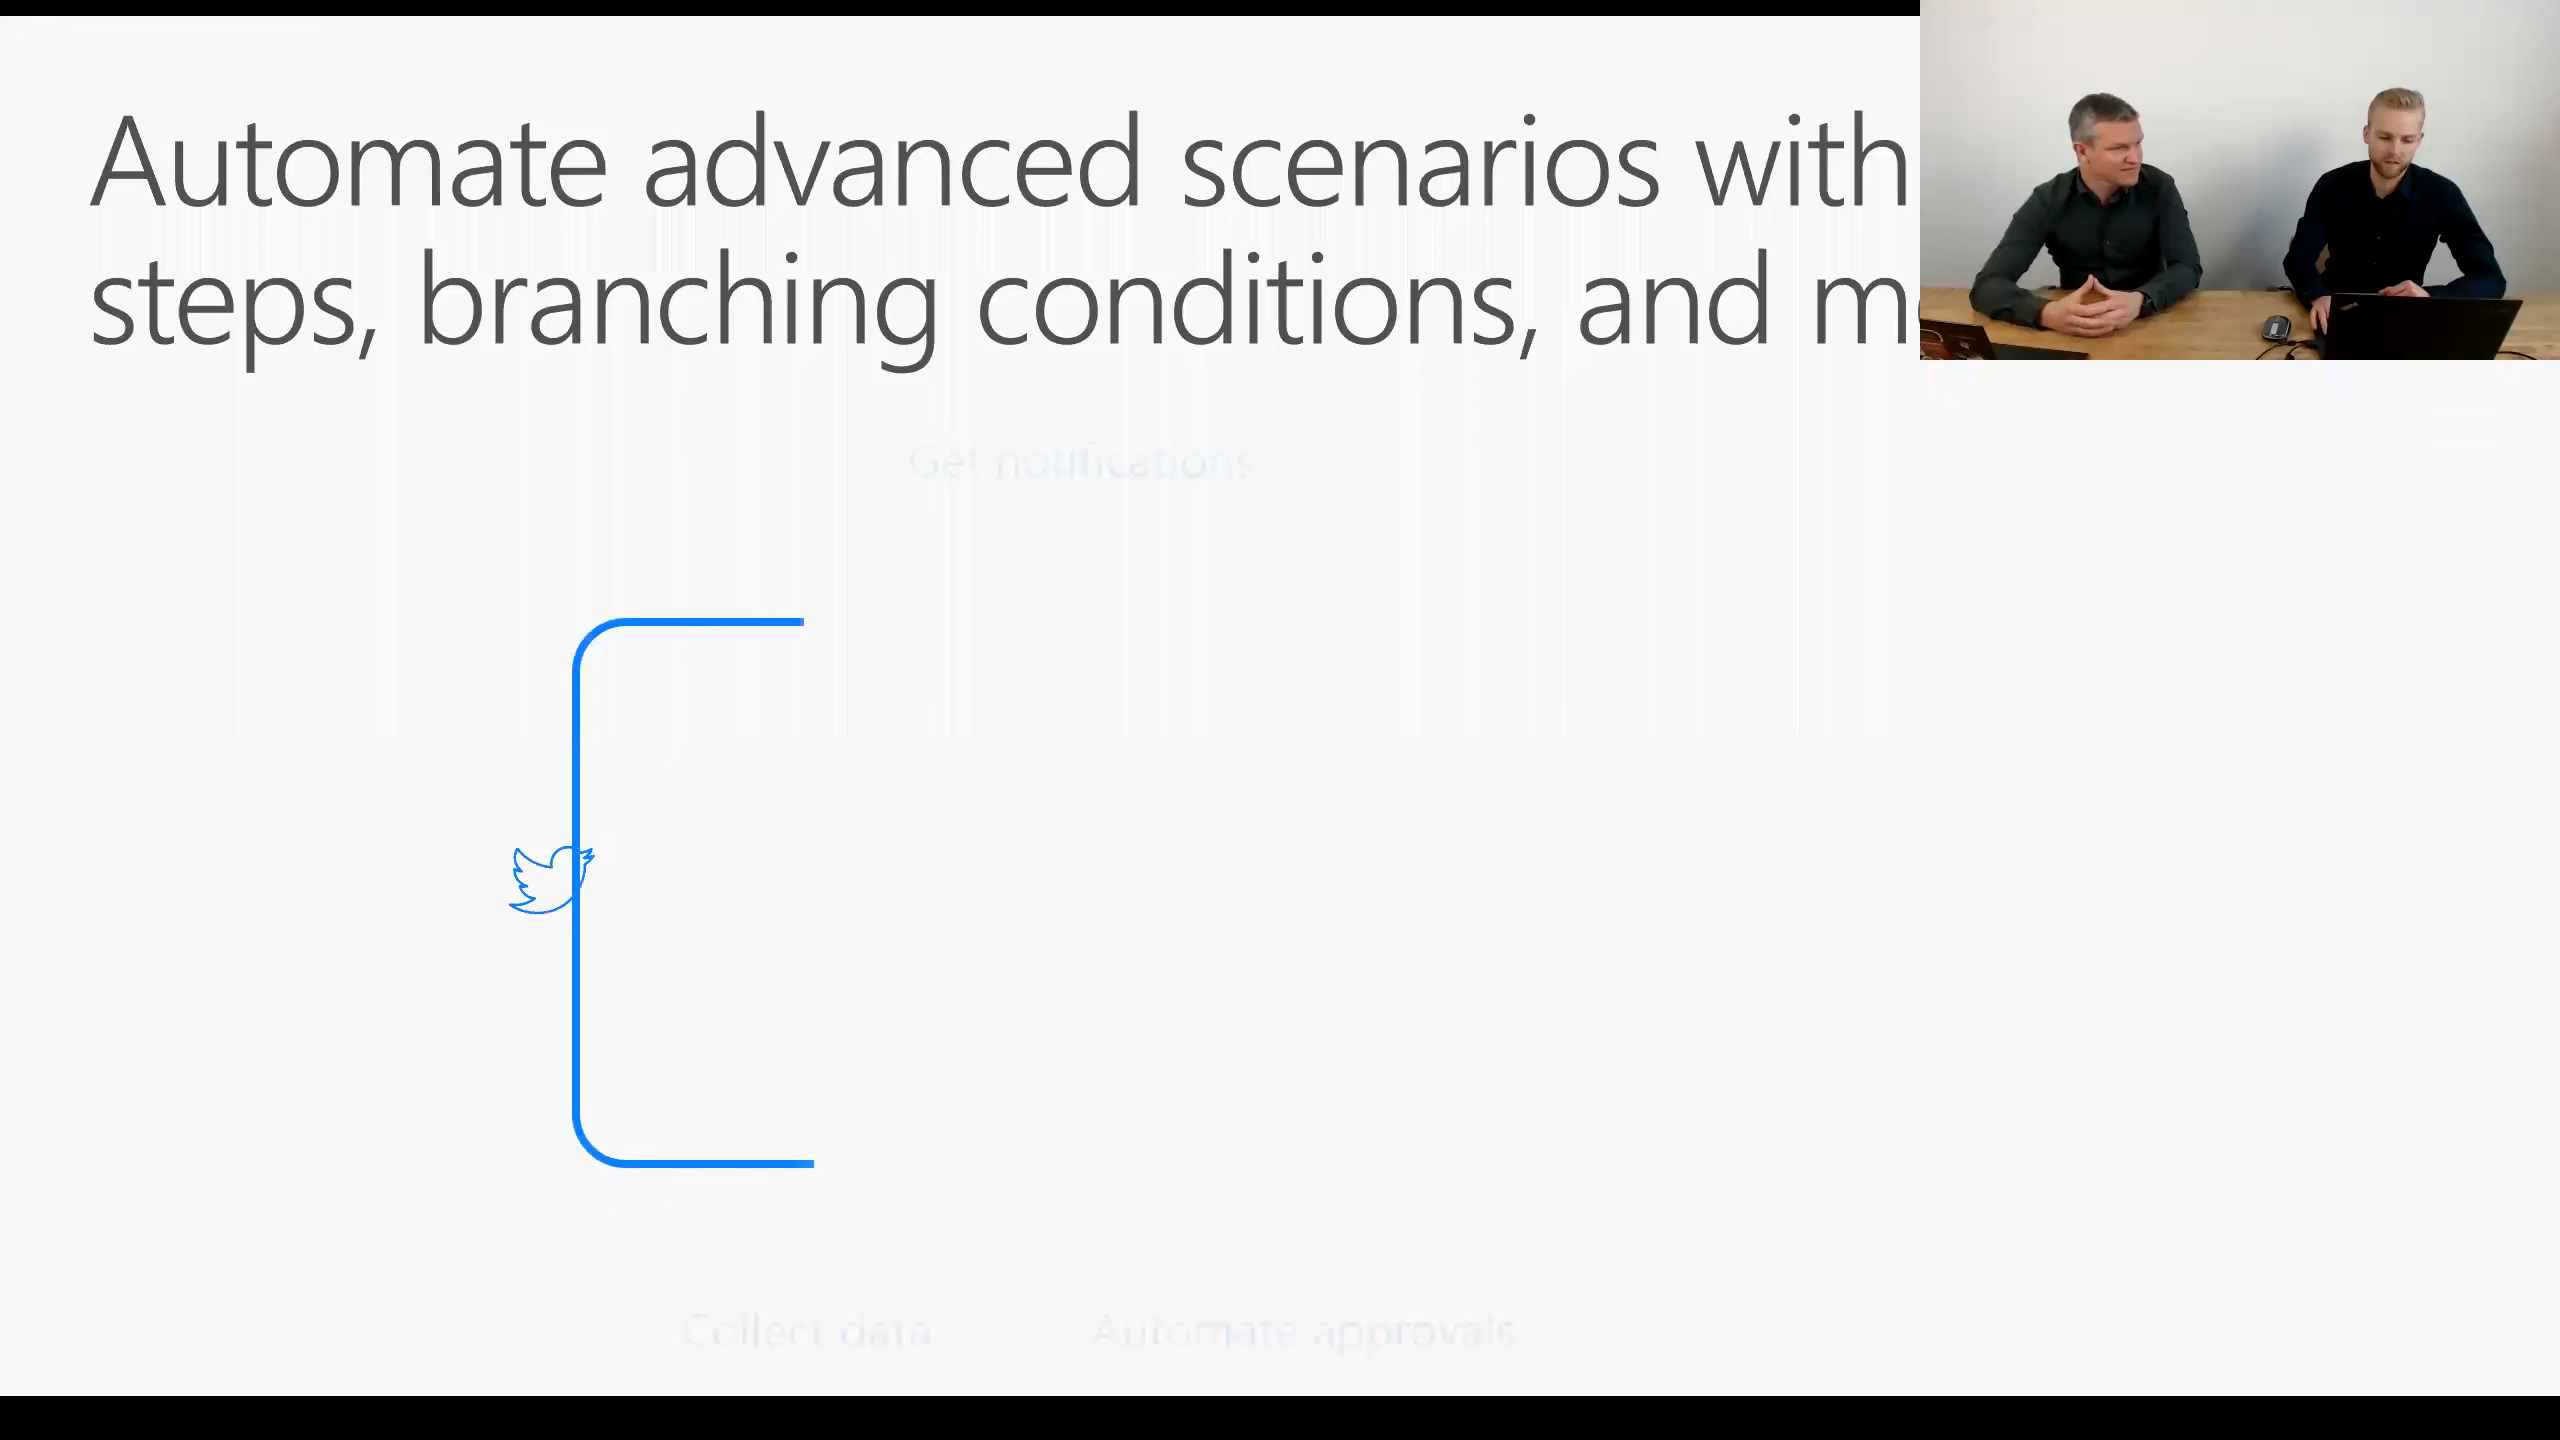 Automate advanced scenarios with
steps, branching conditions, and m
Get notifications
Collect data
Automate approvals